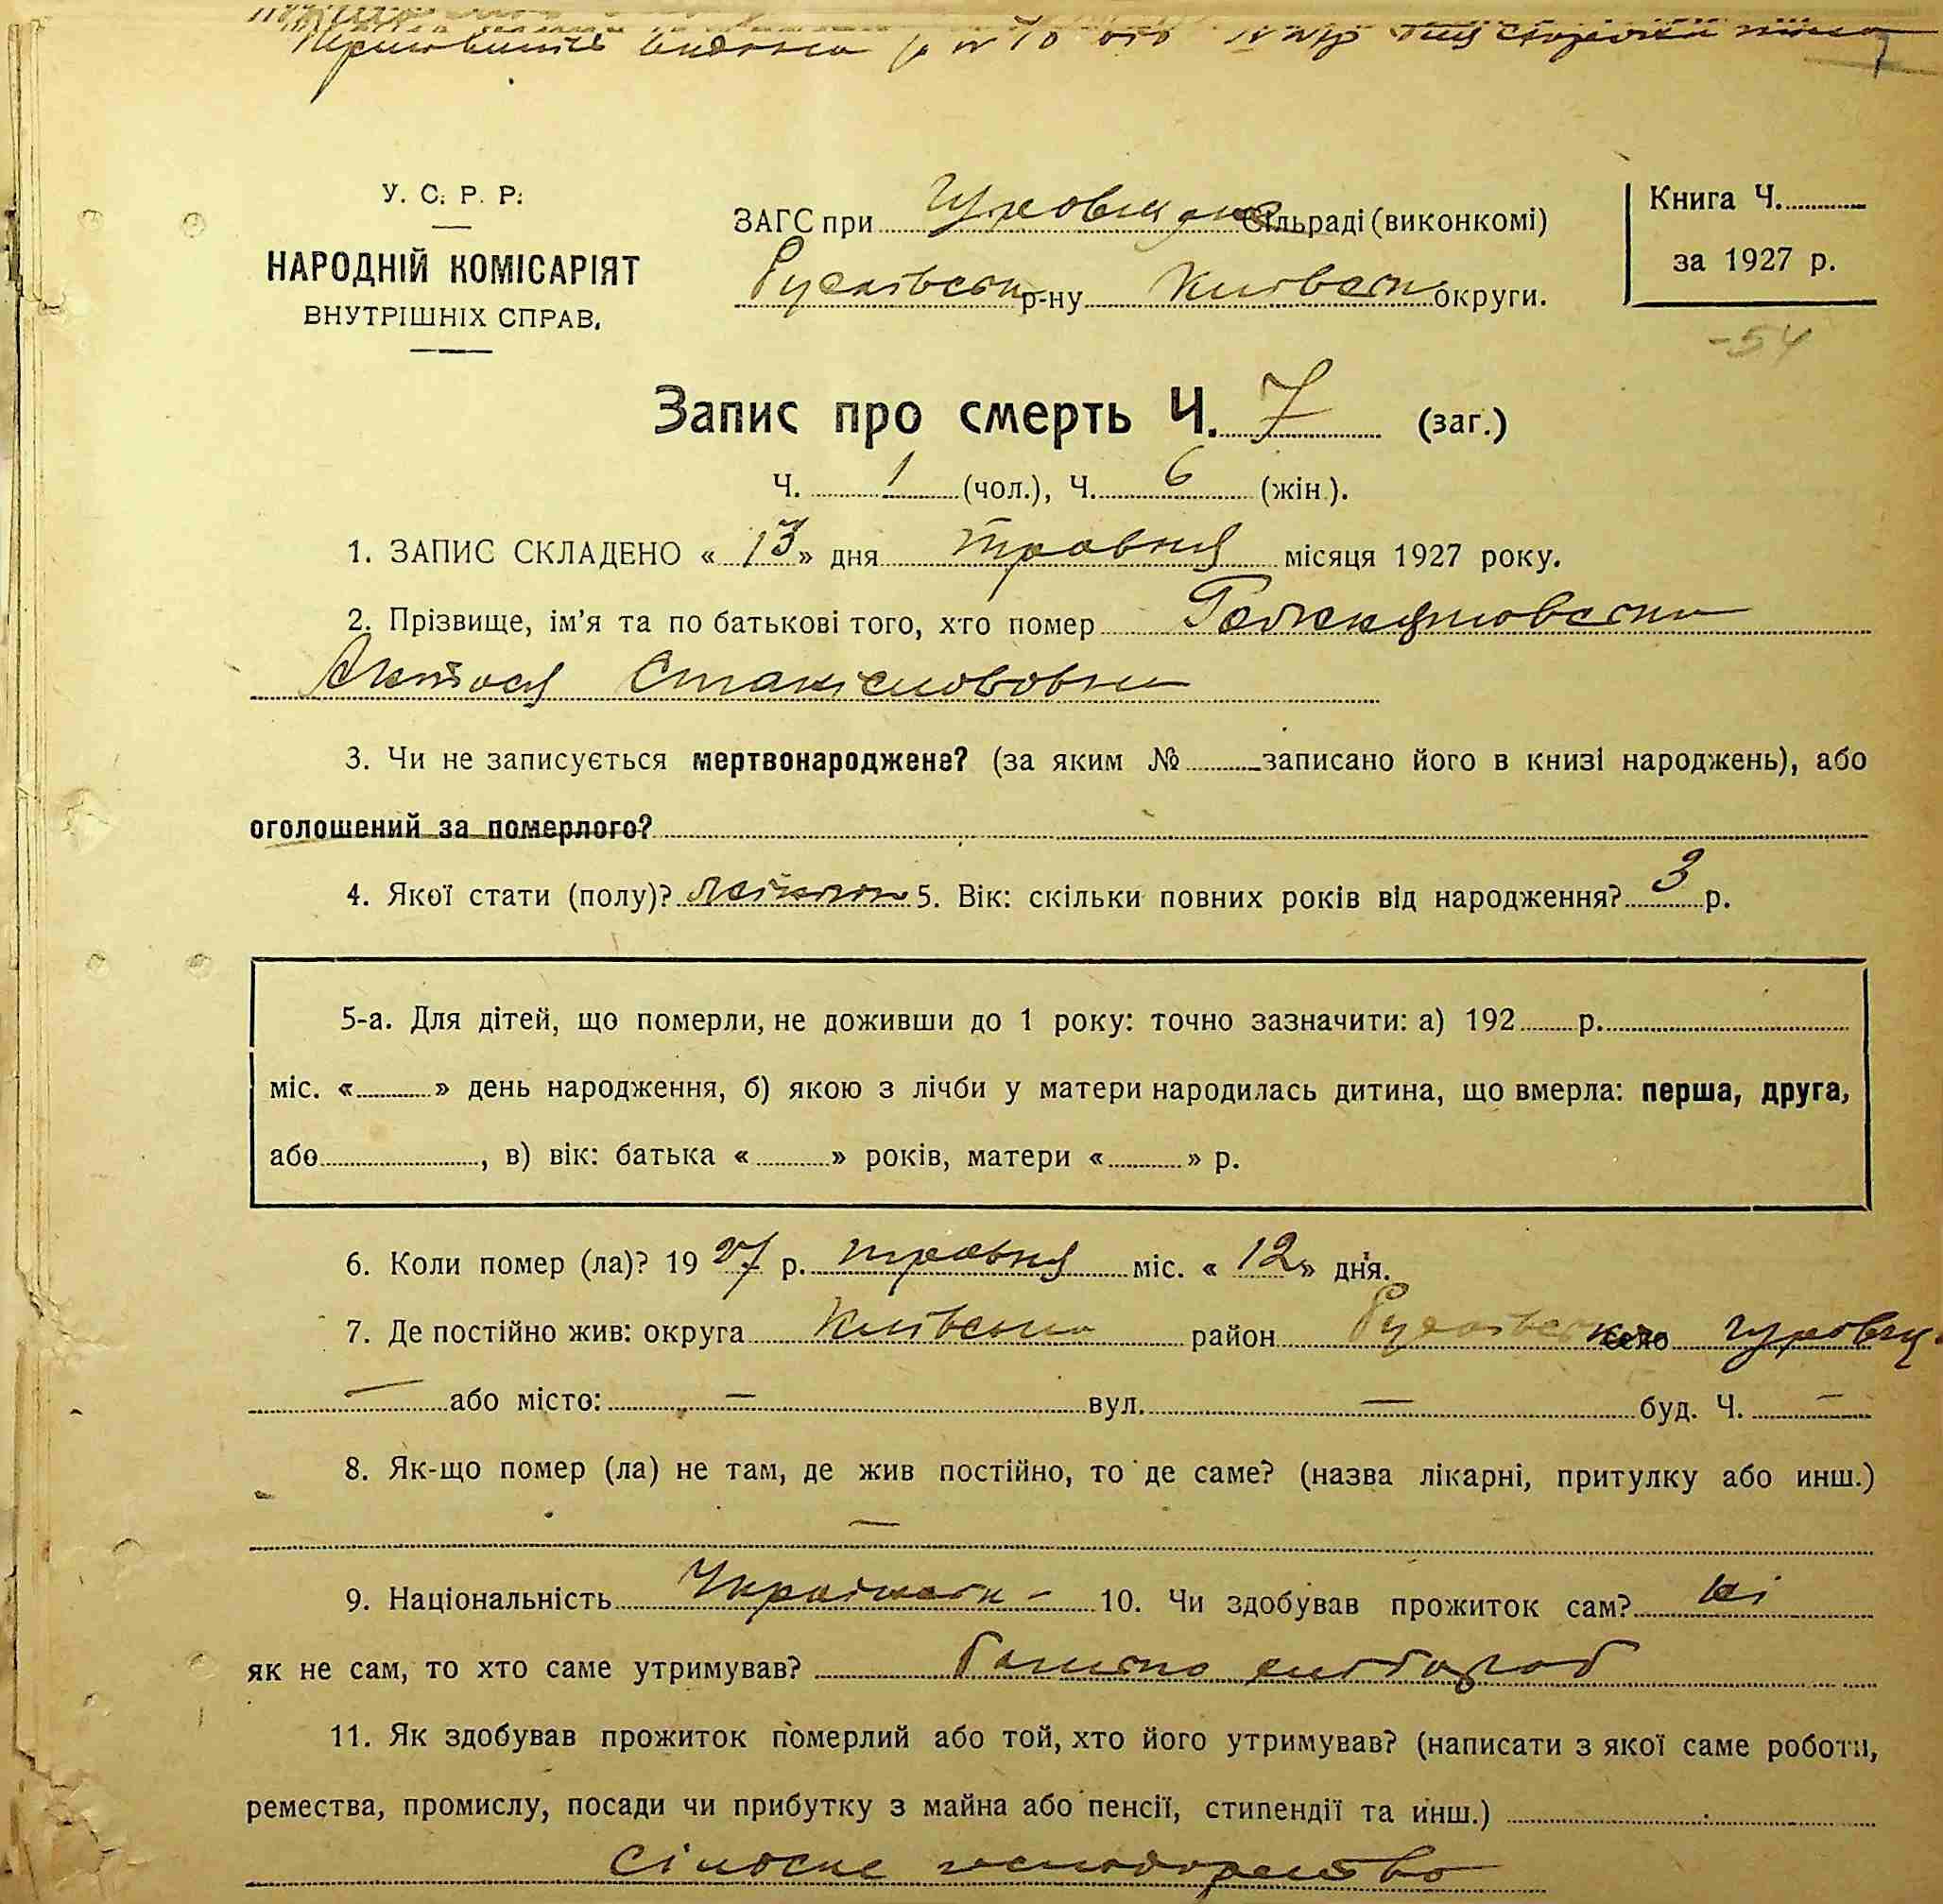 У. С. Р. Р.
НАРОДНІЙ КОМІСАРІЯТ
ВНУТРІШНІХ СПРАВ.
ЗАГС при сільраді (виконкомі)
р-ну Київськ округи.
Книга Ч.
за 1927 р.
-54
Запис про смерть Ч. 7 (заг.)
Ч. 1 (чол.), Ч. 6 (жін.).
1. ЗАПИС СКЛАДЕНО « 13 » дня травня місяця 1927 року.
2. Прізвище, ім'я та по батькові того, хто помер
Станіславовна
3. Чи не записується мертвонароджене? (за яким № записано його в книзі народжень), або
оголошений за померлого?
4. Якої стати (полу)? 5. Вік: скільки повних років від народження? 3 р.
5-а. Для дітей, що померли, не доживши до 1 року: точно зазначити: а) 192 р.
міс. « » день народження, б) якою з лічби у матери народилась дитина, що вмерла: перша, друга,
або , в) вік: батька « » років, матери « » р.
6. Коли помер (ла)? 19 27 р. травня міс. « 12 » дня.
7. Де постійно жив: округа Київська район село
— або місто: — вул. — буд. Ч. —
8. Як-що помер (ла) не там, де жив постійно, то де саме? (назва лікарні, притулку або инш.)
—
9. Національність 10. Чи здобував прожиток сам? ні
як не сам, то хто саме утримував? батько
11. Як здобував прожиток померлий або той, хто його утримував? (написати з якої саме роботи,
ремества, промислу, посади чи прибутку з майна або пенсії, стипендії та инш.)
сільське господарство